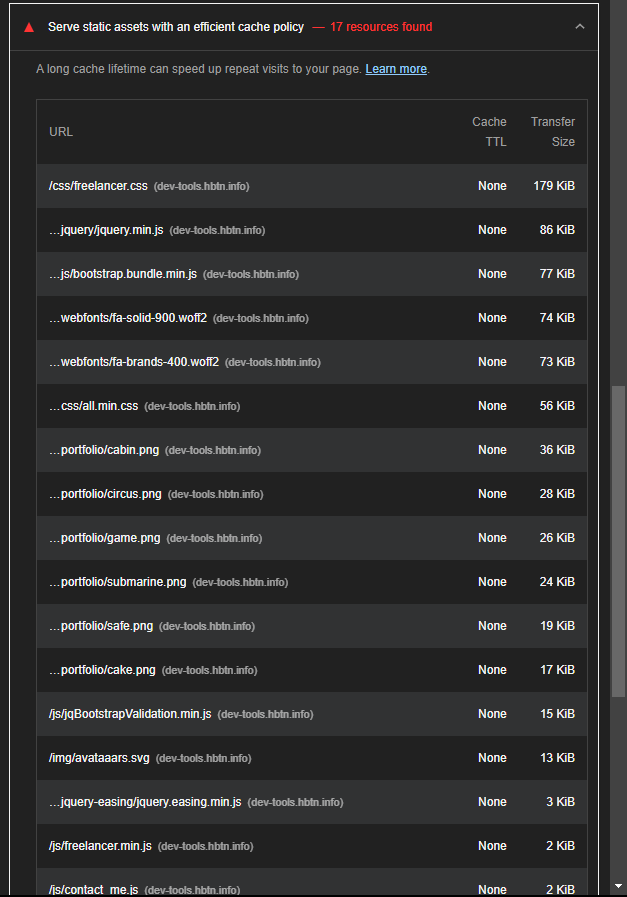 Serve static assets with an efficient cache policy — 17 resources found
A long cache lifetime can speed up repeat visits to your page. Learn more.
URL Cache TTL Transfer Size
/css/freelancer.css (dev-tools.hbtn.info) None 179 KiB
…jquery/jquery.min.js (dev-tools.hbtn.info) None 86 KiB
…js/bootstrap.bundle.min.js (dev-tools.hbtn.info) None 77 KiB
…webfonts/fa-solid-900.woff2 (dev-tools.hbtn.info) None 74 KiB
…webfonts/fa-brands-400.woff2 (dev-tools.hbtn.info) None 73 KiB
…css/all.min.css (dev-tools.hbtn.info) None 56 KiB
…portfolio/cabin.png (dev-tools.hbtn.info) None 36 KiB
…portfolio/circus.png (dev-tools.hbtn.info) None 28 KiB
…portfolio/game.png (dev-tools.hbtn.info) None 26 KiB
…portfolio/submarine.png (dev-tools.hbtn.info) None 24 KiB
…portfolio/safe.png (dev-tools.hbtn.info) None 19 KiB
…portfolio/cake.png (dev-tools.hbtn.info) None 17 KiB
/js/jqBootstrapValidation.min.js (dev-tools.hbtn.info) None 15 KiB
/img/avataaars.svg (dev-tools.hbtn.info) None 13 KiB
…jquery-easing/jquery.easing.min.js (dev-tools.hbtn.info) None 3 KiB
/js/freelancer.min.js (dev-tools.hbtn.info) None 2 KiB
/js/contact_me.js (dev-tools.hbtn.info) None 2 KiB